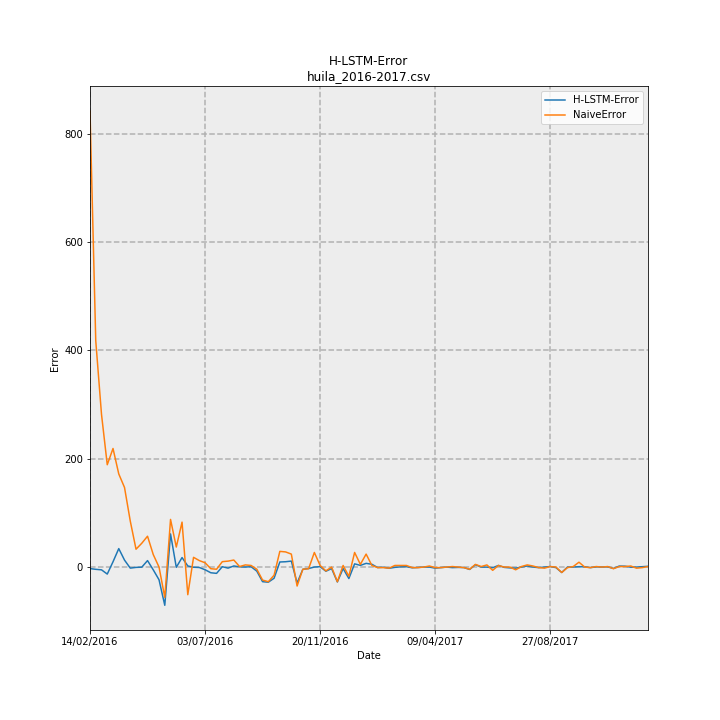 H-LSTM-Error
huila_2016-2017.csv
H-LSTM-Error
NaiveError
800
600
400
200
0
Error
14/02/2016
03/07/2016
20/11/2016
09/04/2017
27/08/2017
Date